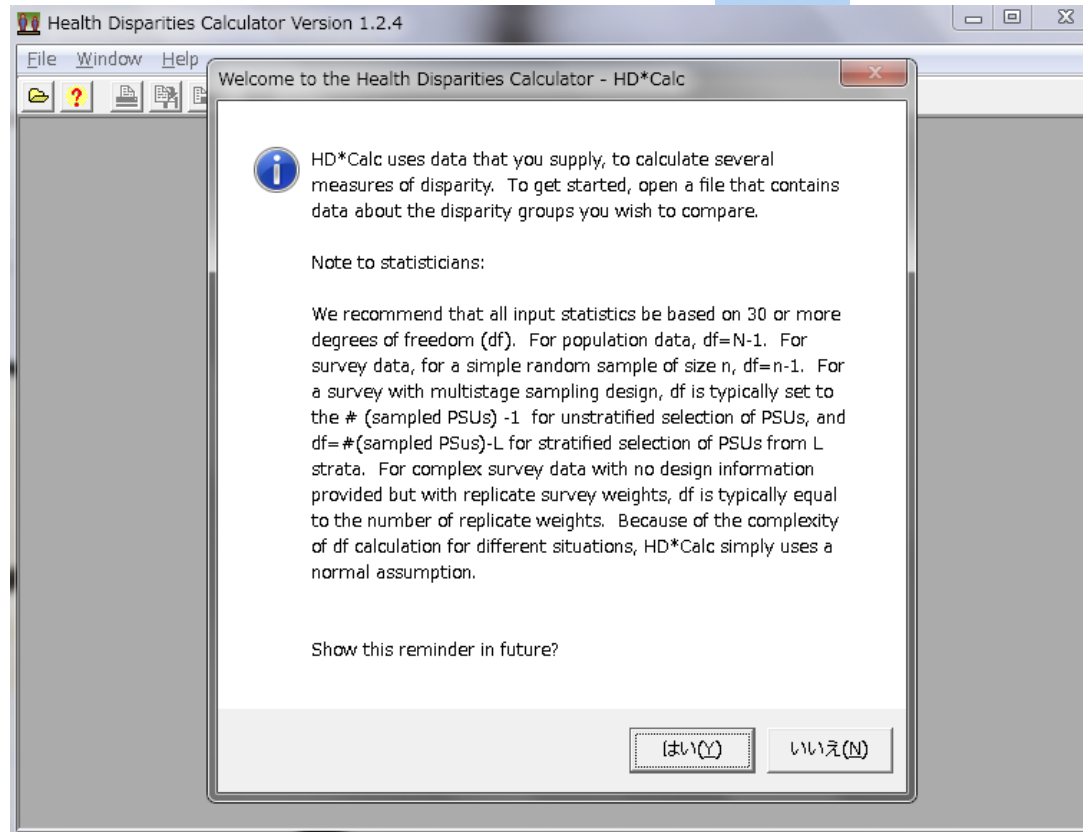 Health Disparities Calculator Version 1.2.4
File Window Help
Welcome to the Health Disparities Calculator - HD*Calc
HD*Calc uses data that you supply, to calculate several
measures of disparity. To get started, open a file that contains
data about the disparity groups you wish to compare.
Note to statisticians:
We recommend that all input statistics be based on 30 or more
degrees of freedom (df). For population data, df=N-1. For
survey data, for a simple random sample of size n, df=n-1. For
a survey with multistage sampling design, df is typically set to
the # (sampled PSUs) -1 for unstratified selection of PSUs, and
df=#(sampled PSus)-L for stratified selection of PSUs from L
strata. For complex survey data with no design information
provided but with replicate survey weights, df is typically equal
to the number of replicate weights. Because of the complexity
of df calculation for different situations, HD*Calc simply uses a
normal assumption.
Show this reminder in future?
はい(Y) いいえ(N)